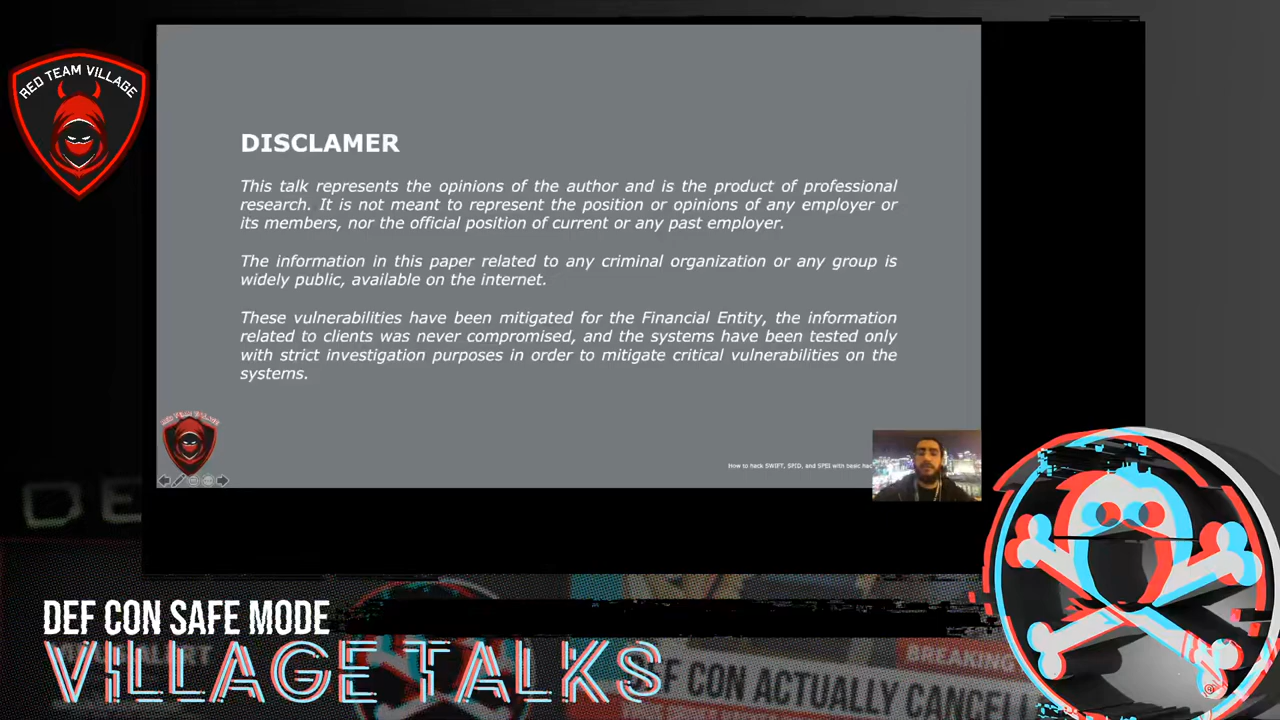 RED TEAM VILLAGE
DISCLAMER
This talk represents the opinions of the author and is the product of professional
research. It is not meant to represent the position or opinions of any employer or
its members, nor the official position of current or any past employer.
The information in this paper related to any criminal organization or any group is
widely public, available on the internet.
These vulnerabilities have been mitigated for the Financial Entity, the information
related to clients was never compromised, and the systems have been tested only
with strict investigation purposes in order to mitigate critical vulnerabilities on the
systems.
RED TEAM VILLAGE
How to hack SWIFT, SPID, and SPEI with basic hac
DEF CON SAFE MODE
VILLAGE TALKS
BREAKING
DEF CON ACTUALLY CANCELL